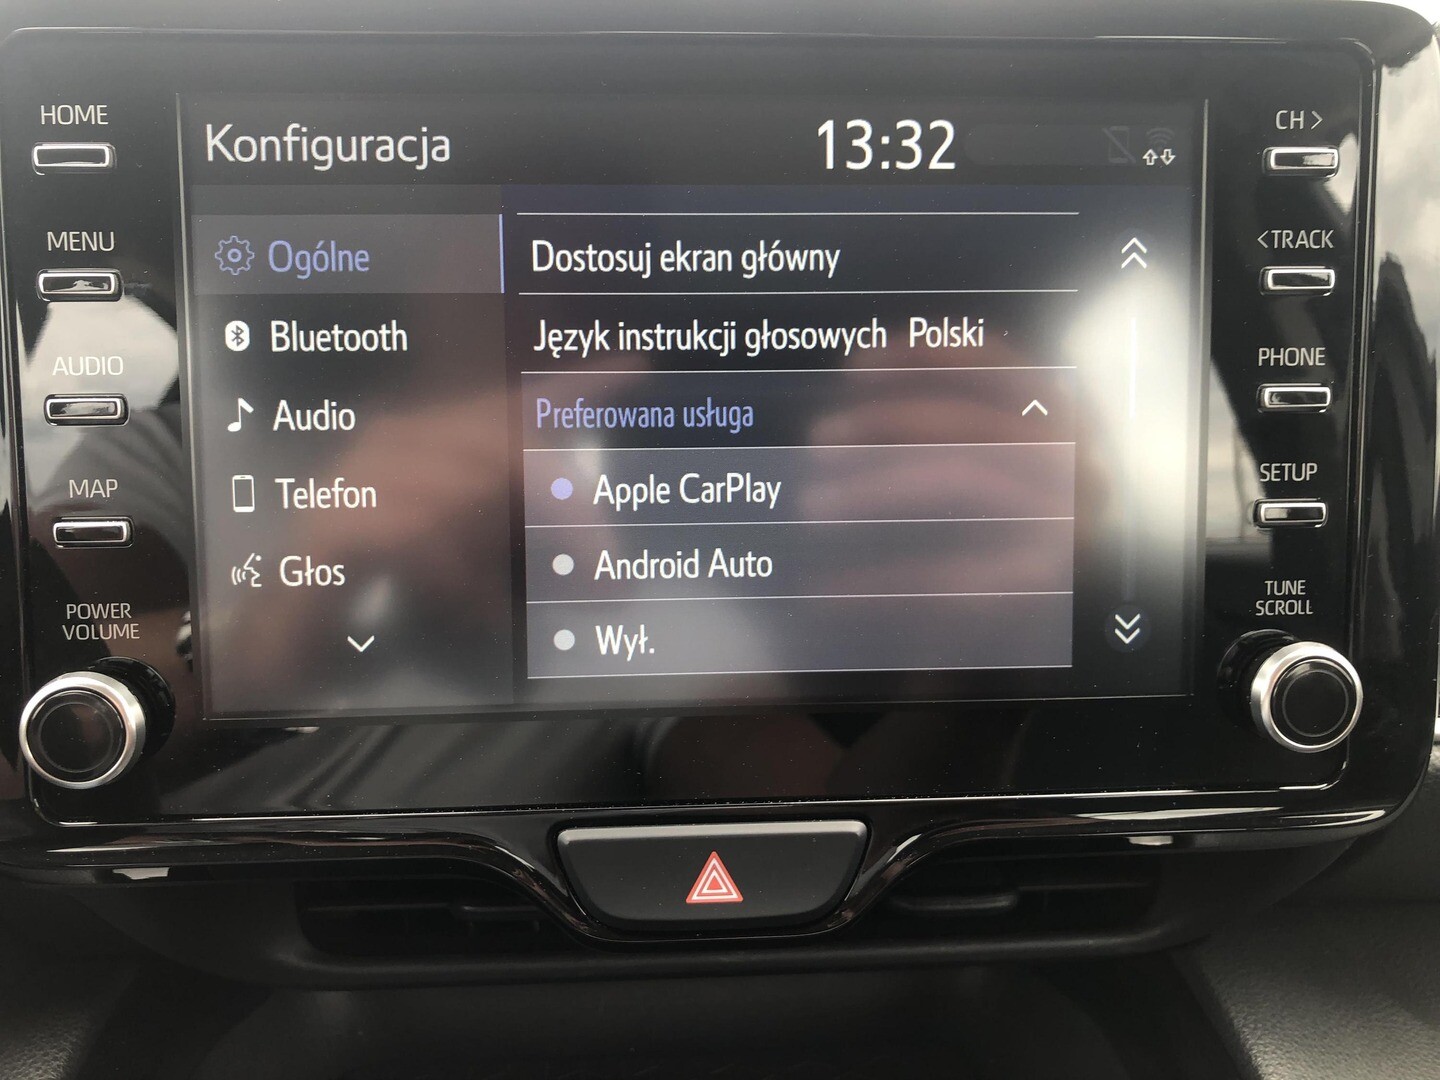 HOME
MENU
AUDIO
MAP
POWER
VOLUME
Konfiguracja 13:32
Ogólne
Bluetooth
Audio
Telefon
Głos
Dostosuj ekran główny
Język instrukcji głosowych Polski
Preferowana usługa
Apple CarPlay
Android Auto
Wył.
CH >
<TRACK
PHONE
SETUP
TUNE
SCROLL